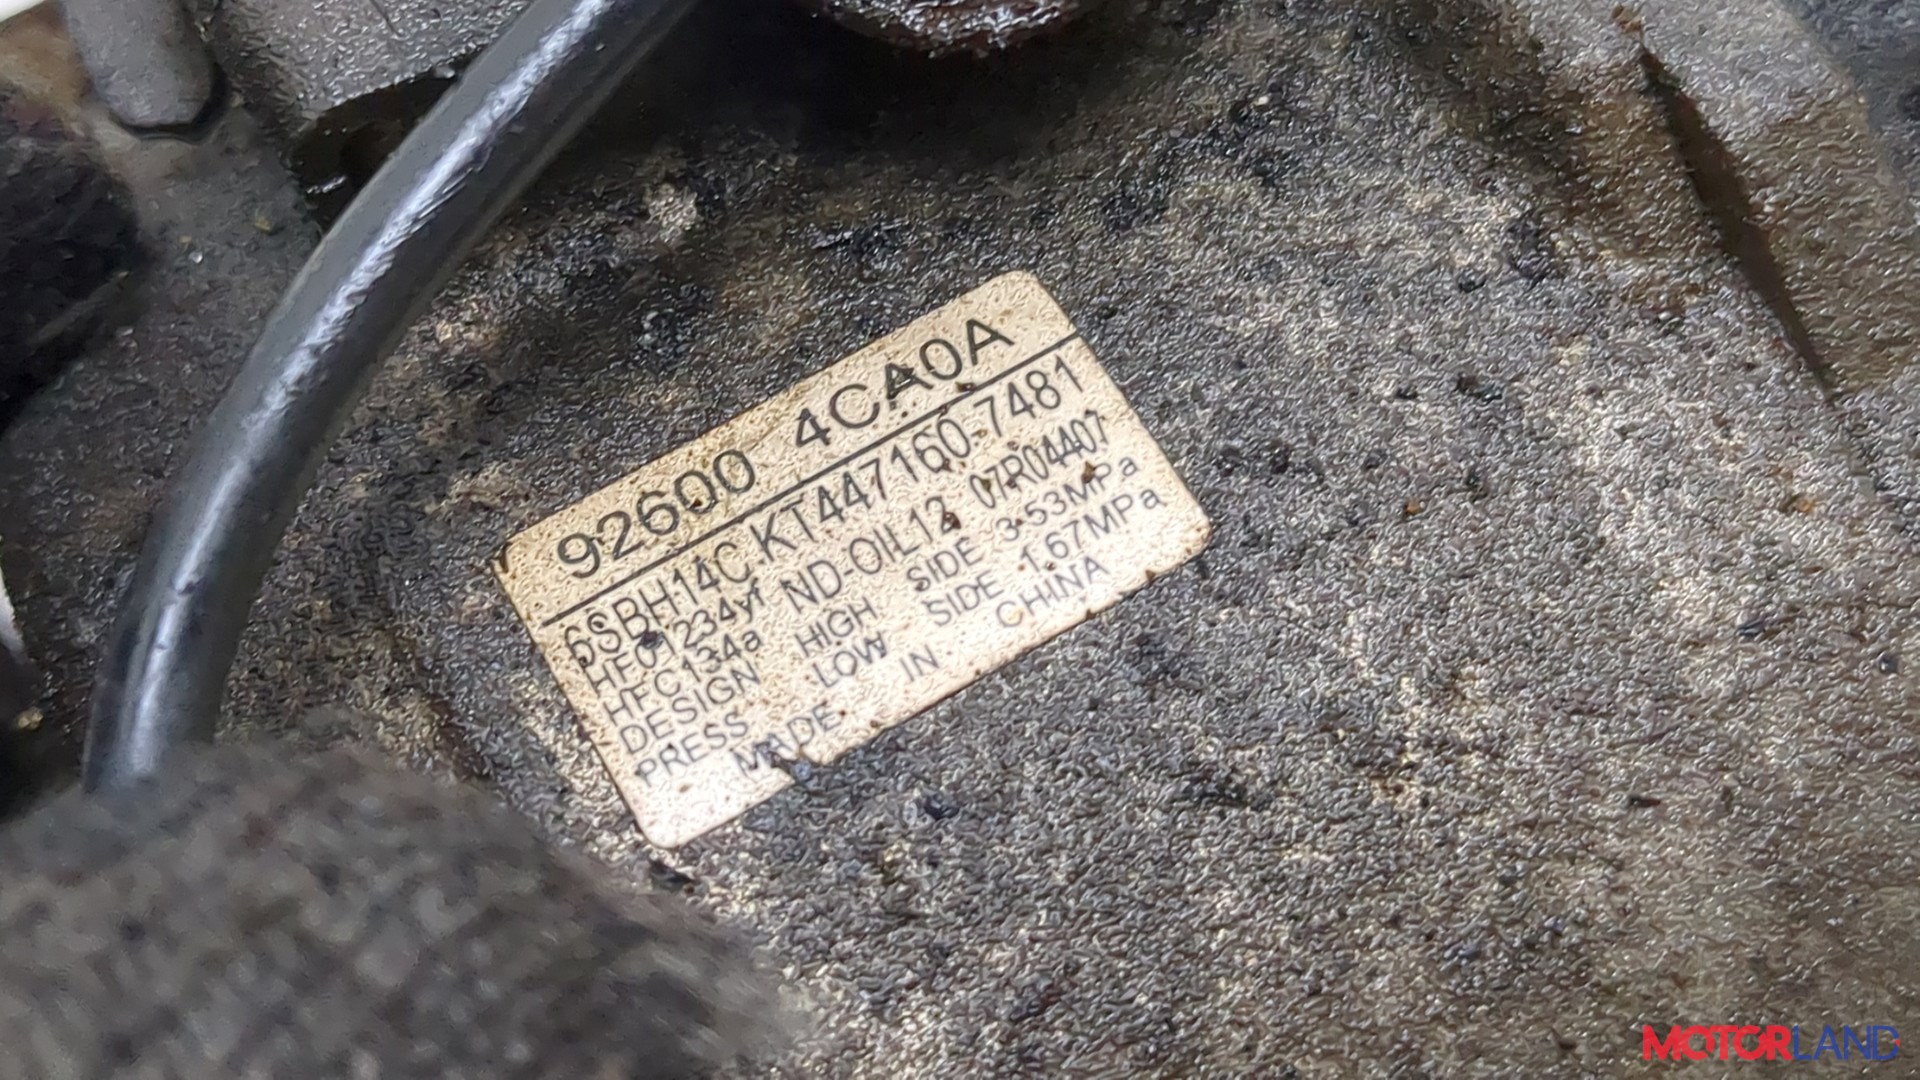 92600 4CA0A
6SBH14C KT447160-7481
HFO1234yf ND-OIL12 07R04407
HFC134a
DESIGN HIGH SIDE 3.53MPa
PRESS LOW SIDE 1.67MPa
MADE IN CHINA
MOTORLAND